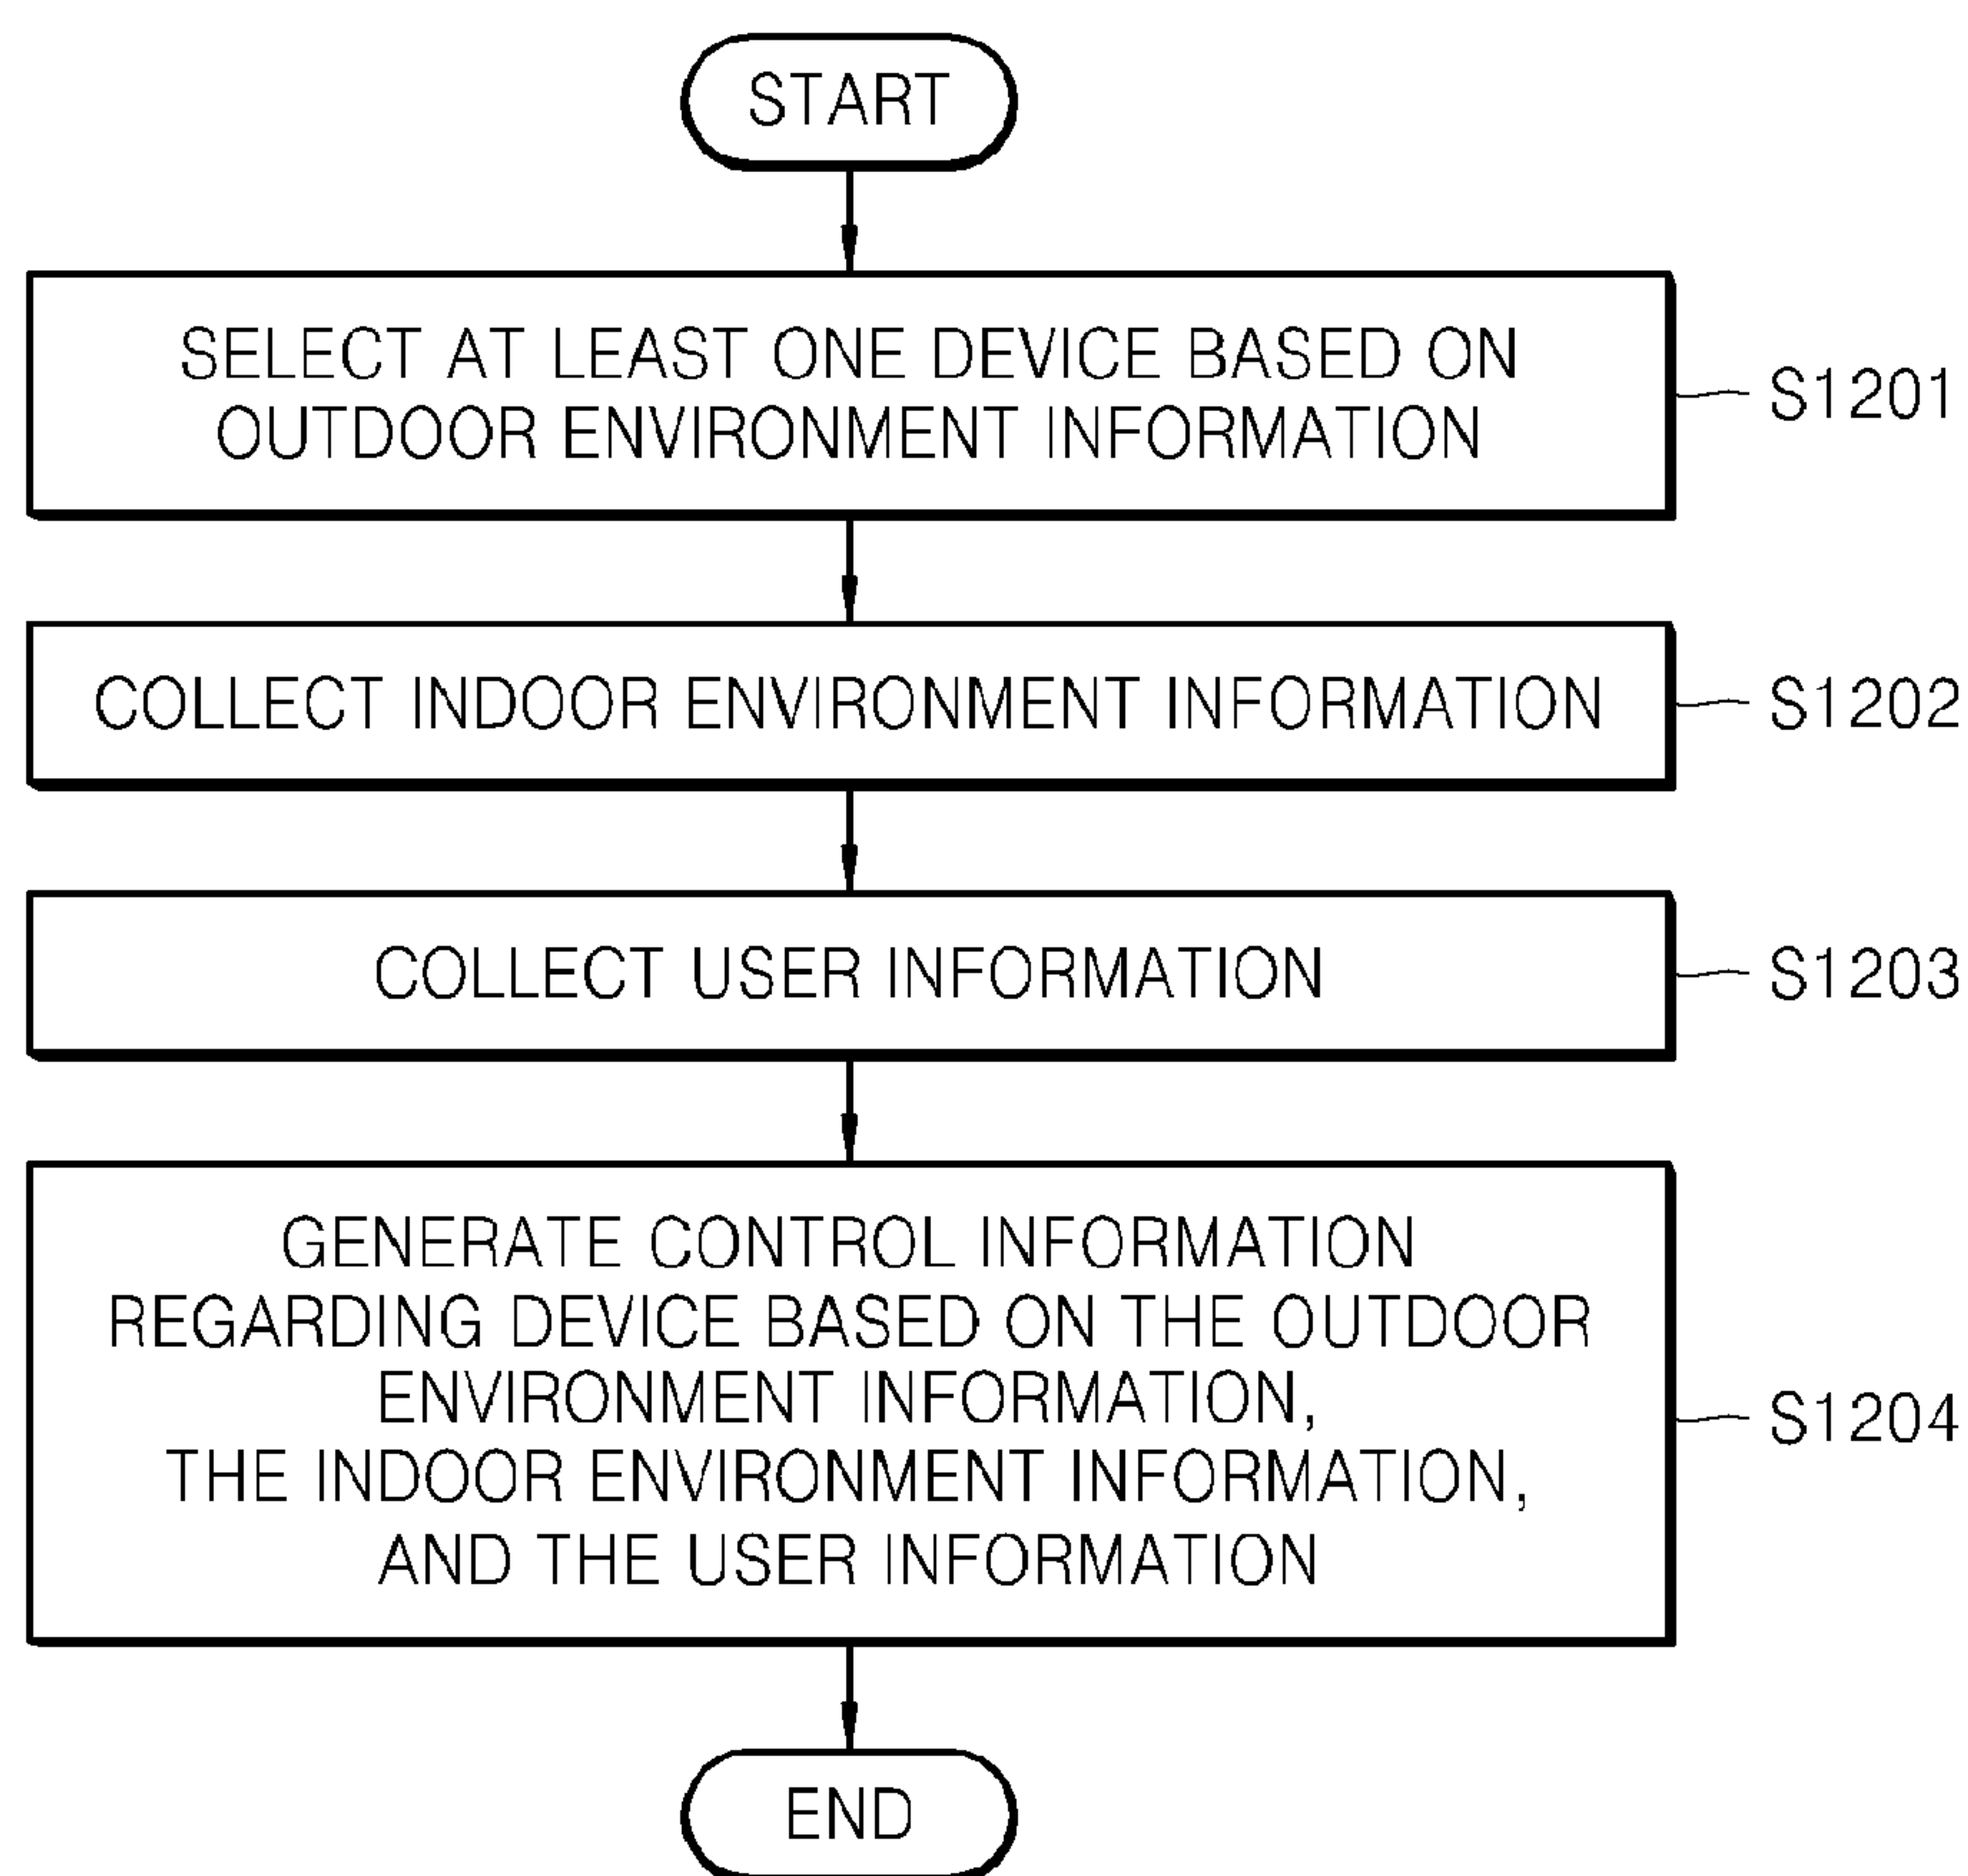 START
SELECT AT LEAST ONE DEVICE BASED ON
OUTDOOR ENVIRONMENT INFORMATION
S1201
COLLECT INDOOR ENVIRONMENT INFORMATION
S1202
COLLECT USER INFORMATION
S1203
GENERATE CONTROL INFORMATION
REGARDING DEVICE BASED ON THE OUTDOOR
ENVIRONMENT INFORMATION,
THE INDOOR ENVIRONMENT INFORMATION,
AND THE USER INFORMATION
S1204
END